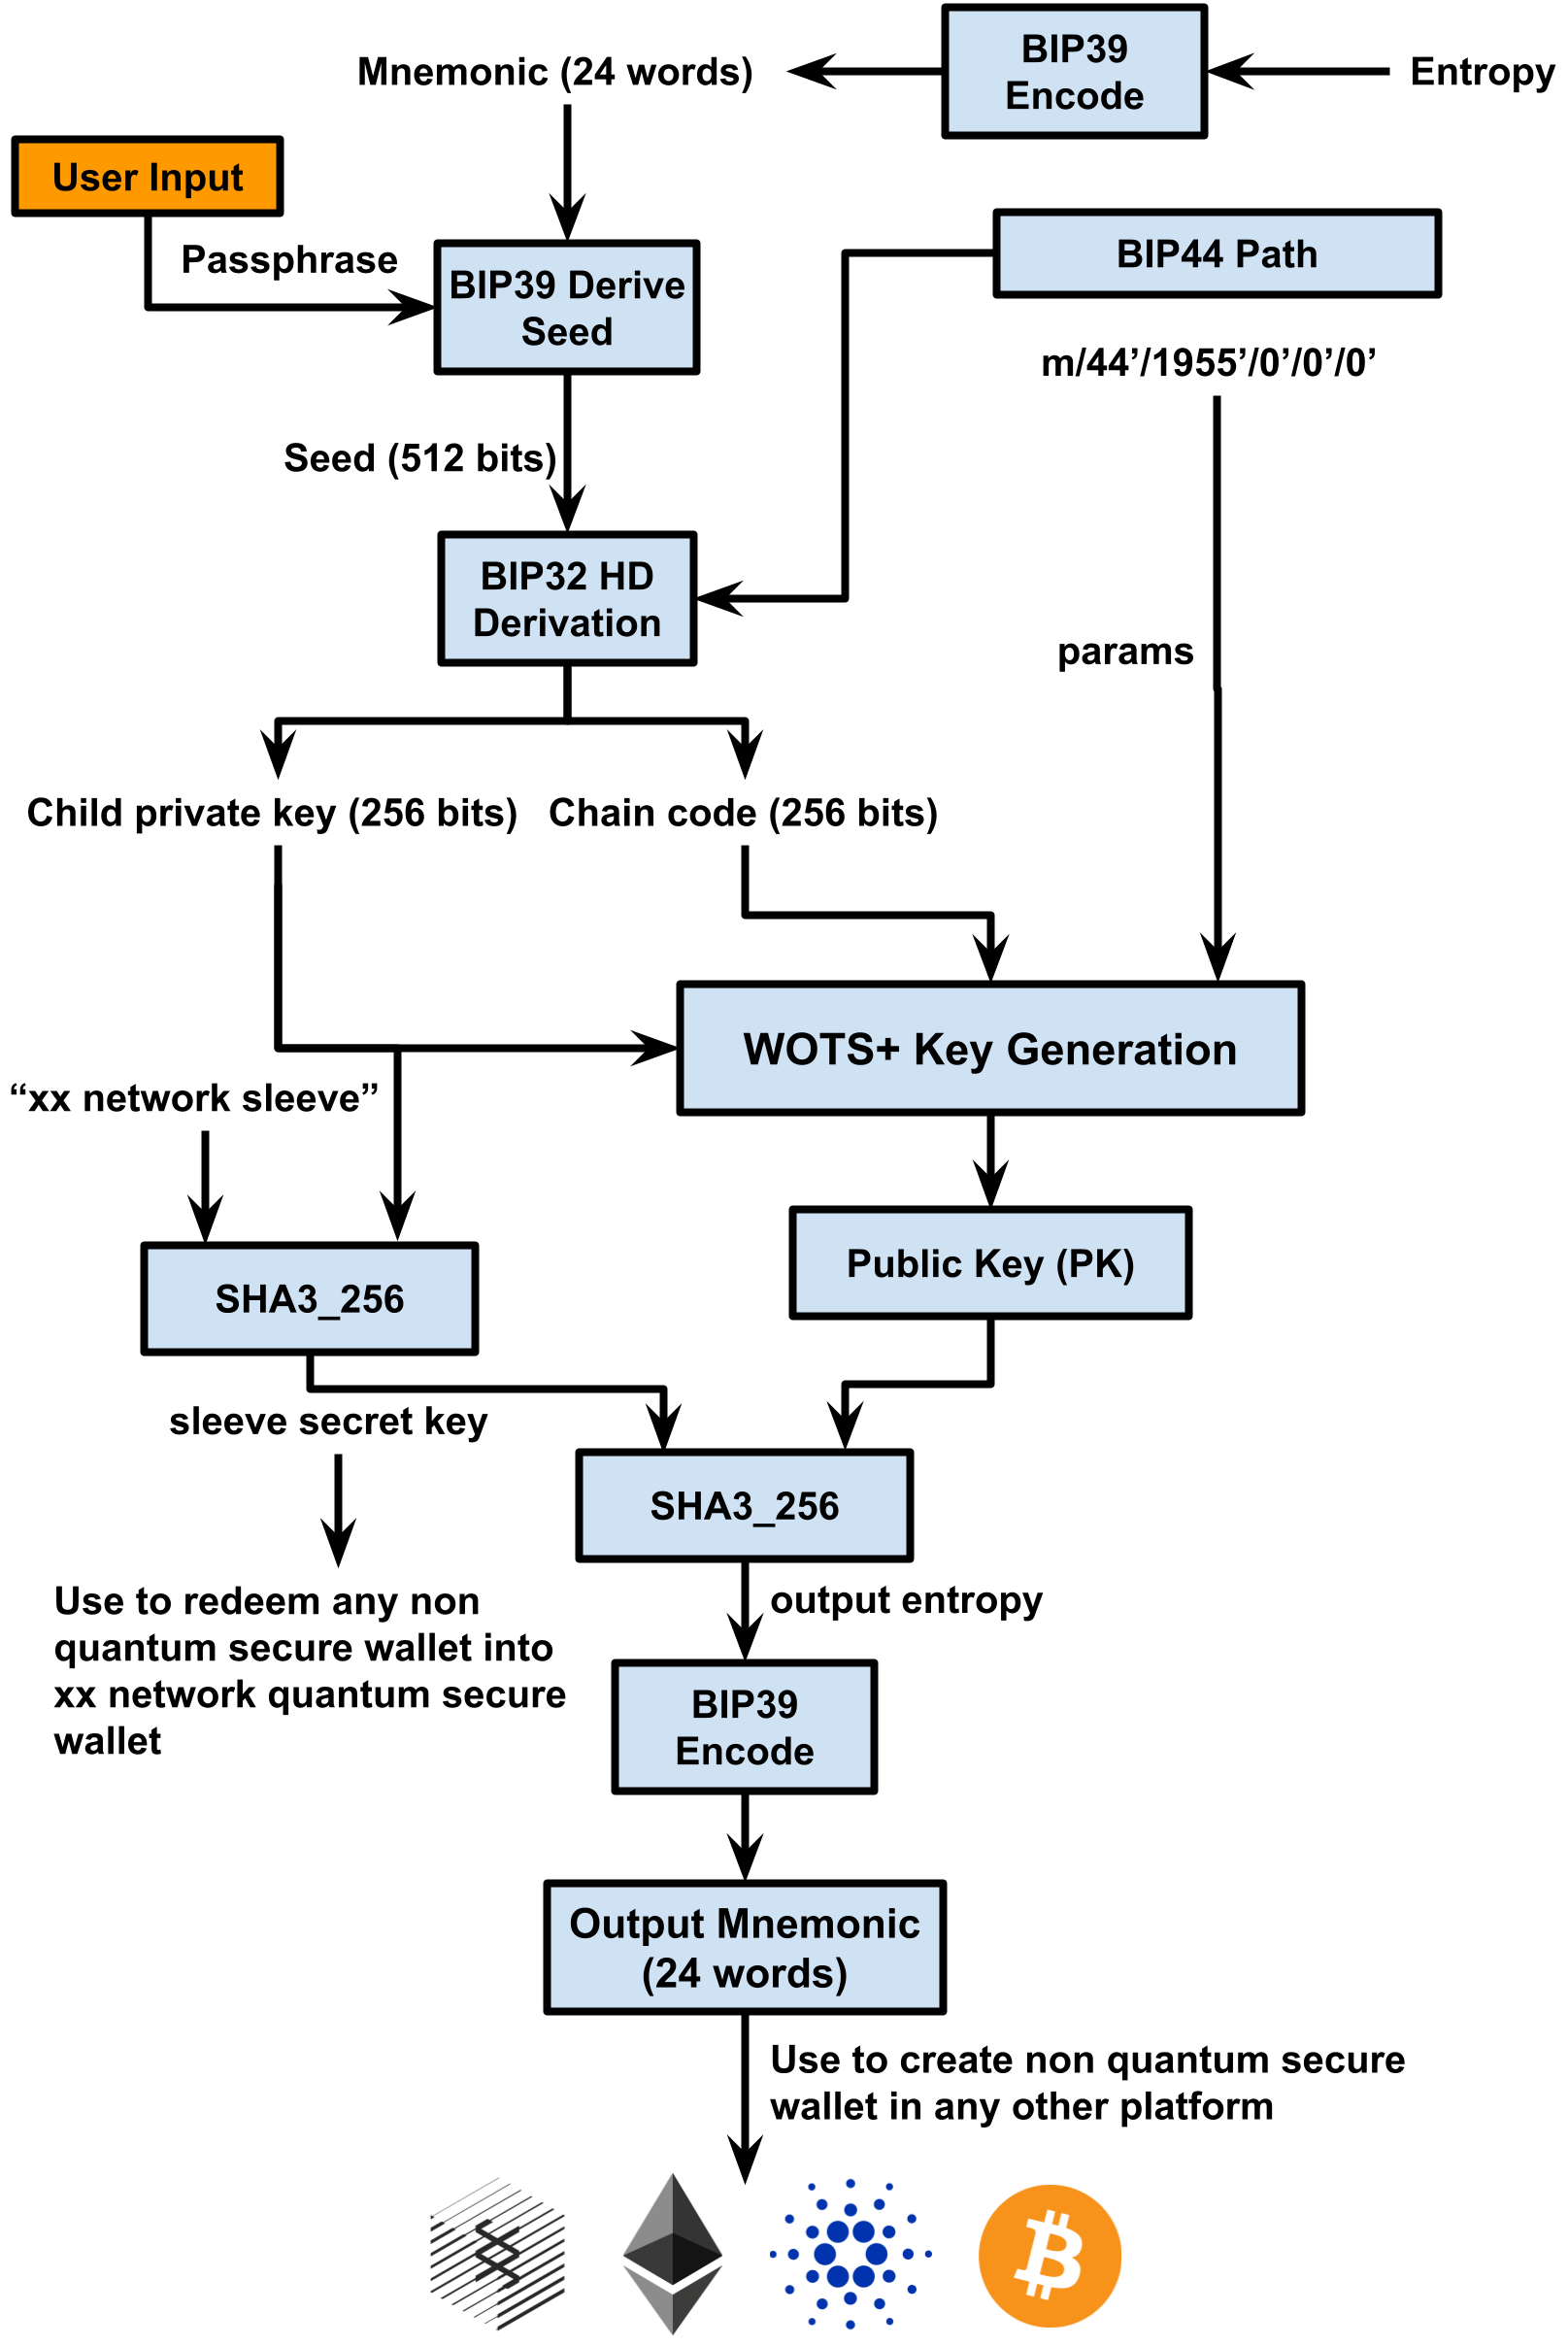 BIP39
Encode
Entropy
Mnemonic (24 words)
User Input
Passphrase
BIP39 Derive
Seed
BIP44 Path
m/44’/1955’/0’/0’/0’
Seed (512 bits)
BIP32 HD
Derivation
params
Child private key (256 bits)
Chain code (256 bits)
WOTS+ Key Generation
“xx network sleeve”
SHA3_256
Public Key (PK)
sleeve secret key
SHA3_256
Use to redeem any non
quantum secure wallet into
xx network quantum secure
wallet
output entropy
BIP39
Encode
Output Mnemonic
(24 words)
Use to create non quantum secure
wallet in any other platform